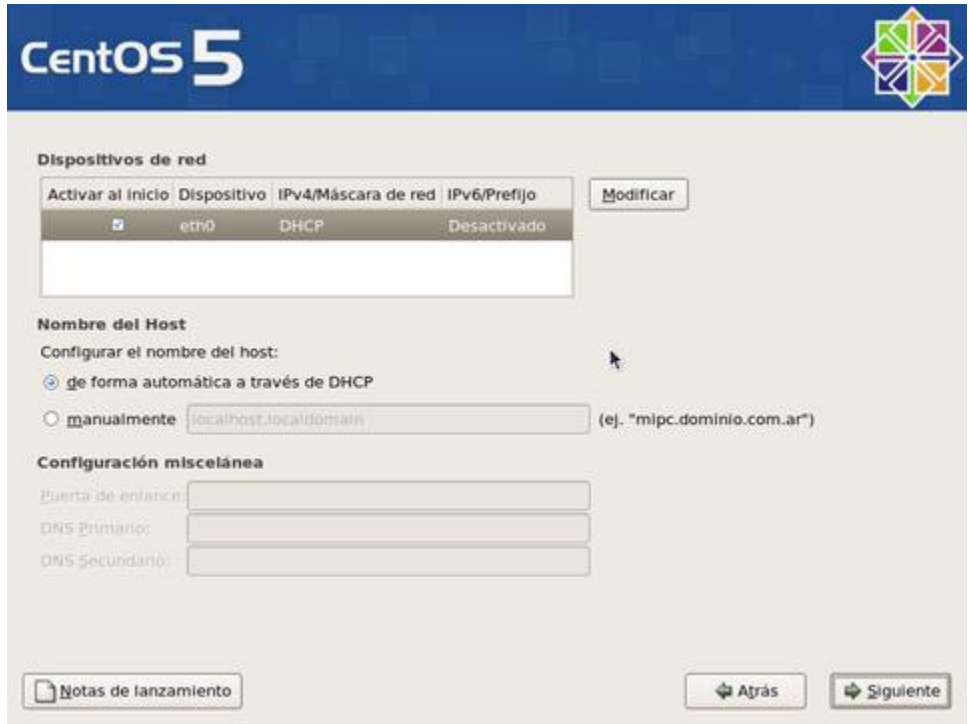 CentOS 5
Dispositivos de red
Activar al inicio Dispositivo IPv4/Máscara de red IPv6/Prefijo
Modificar
eth0 DHCP Desactivado
Nombre del Host
Configurar el nombre del host:
de forma automática a través de DHCP
manualmente localhost.localdomain (ej. "mipc.dominio.com.ar")
Configuración miscelánea
Puerta de enlance:
DNS Primario:
DNS Secundario:
Notas de lanzamiento
Atrás
Siguiente